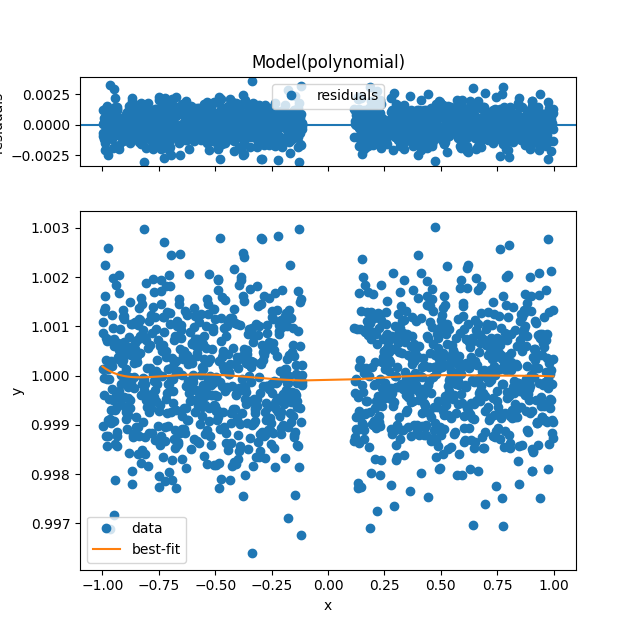 Model(polynomial)
0.0025
0.0000
−0.0025
residuals
residuals
1.003
1.002
1.001
1.000
0.999
0.998
0.997
y
data
best-fit
−1.00 −0.75 −0.50 −0.25 0.00 0.25 0.50 0.75 1.00
x